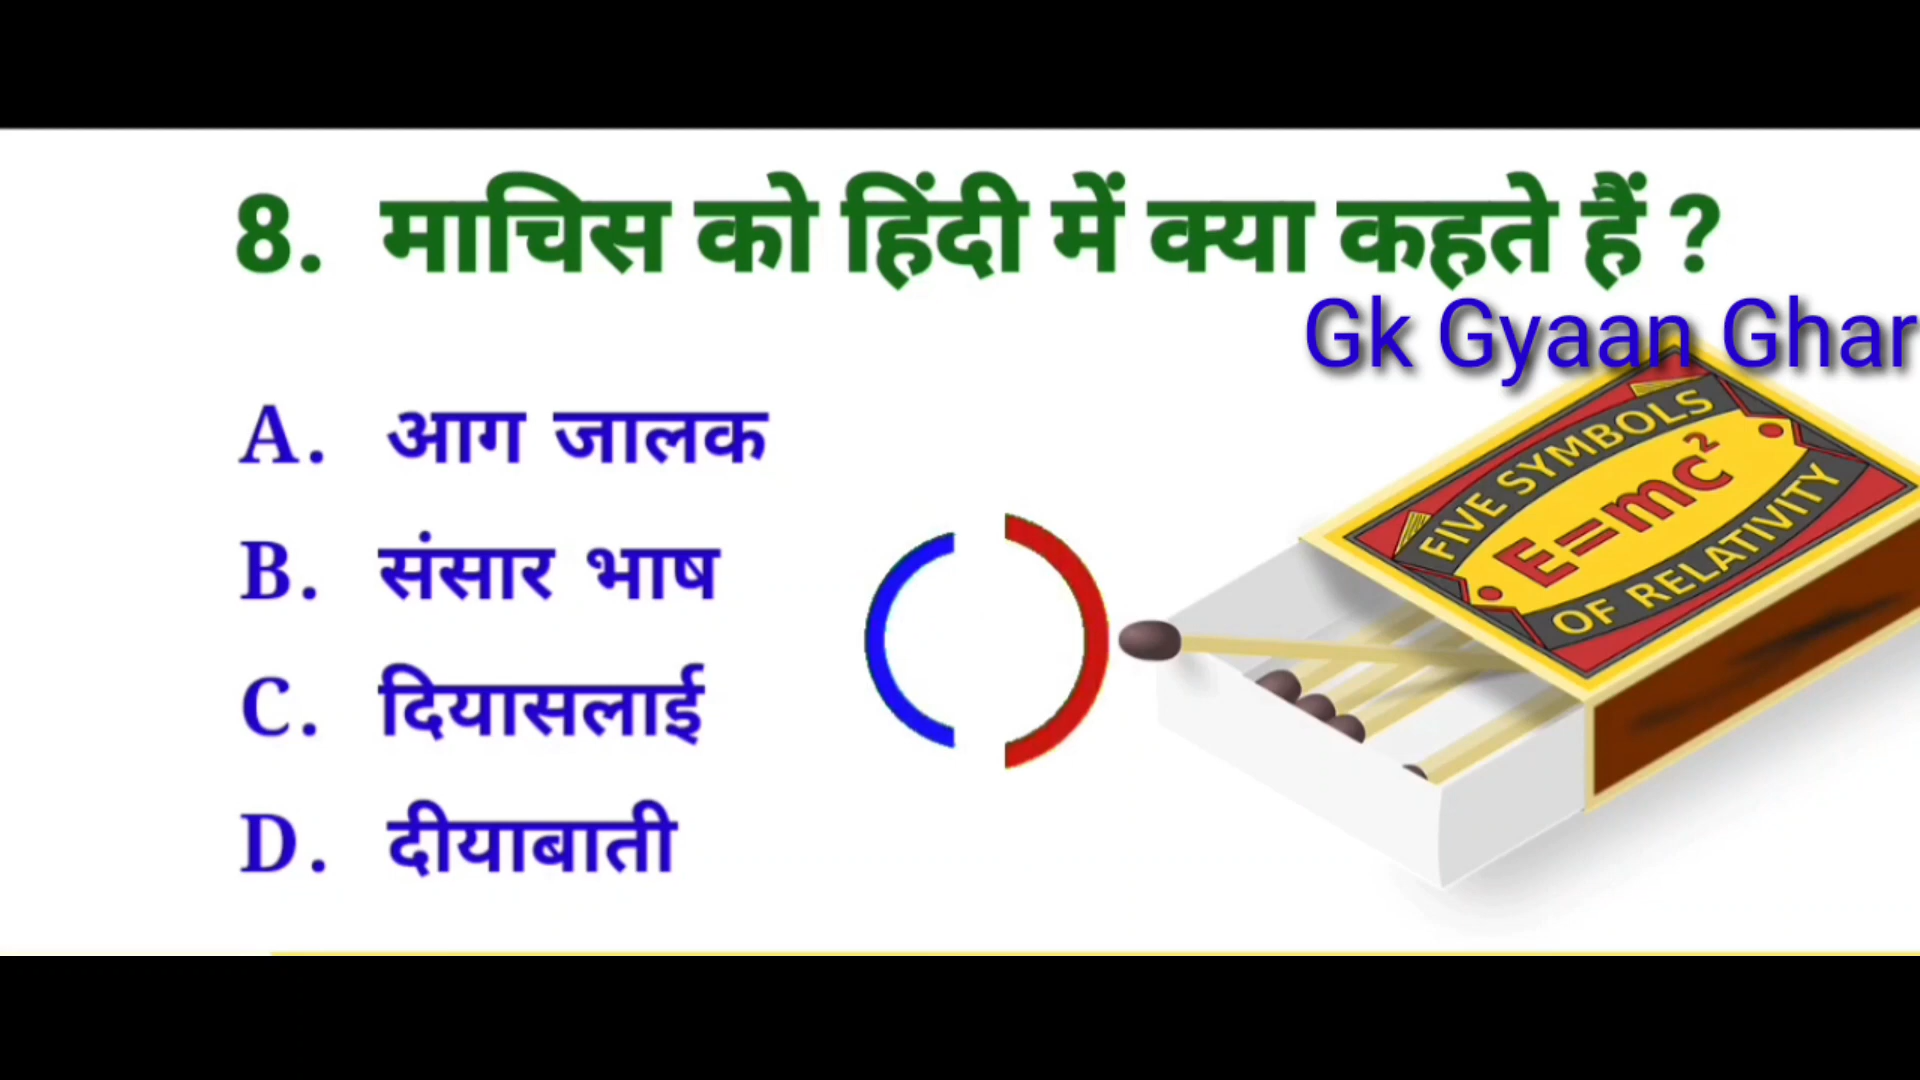 8. माचिस को हिंदी में क्या कहते हैं ?
Gk Gyaan Ghar
A. आग जालक
B. संसार भाष
C. दियासलाई
D. दीयाबाती
FIVE SYMBOLS
E=mc²
OF RELATIVITY